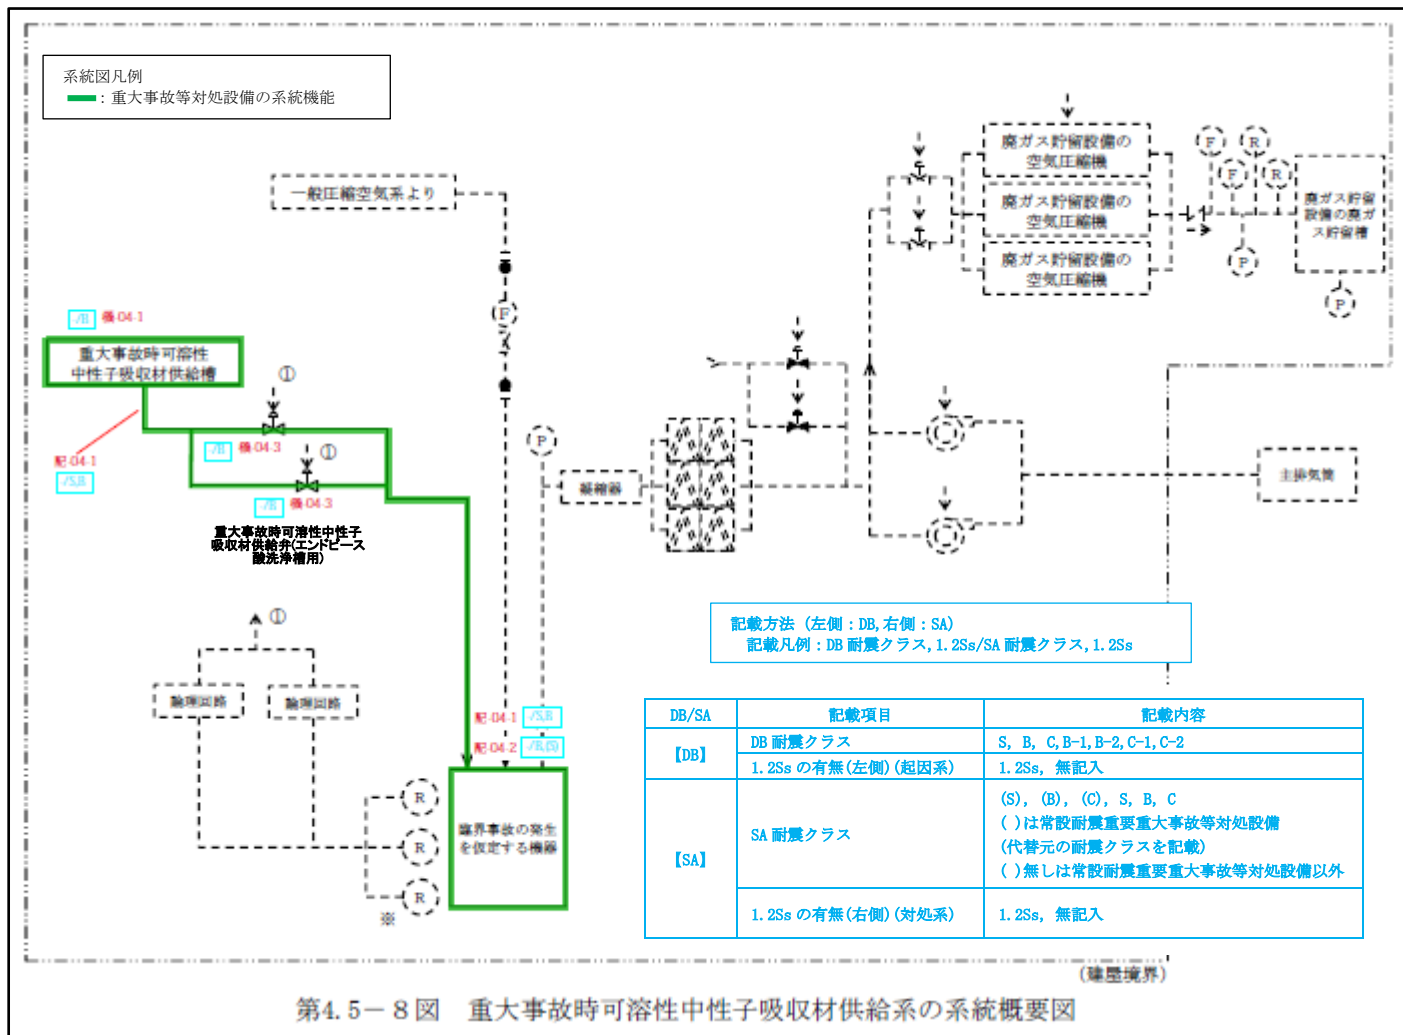 系統図凡例
：重大事故等対処設備の系統機能
一般圧縮空気系より
廃ガス貯留設備の
空気圧縮機
廃ガス貯留設備の
空気圧縮機
廃ガス貯留設備の
空気圧縮機
F
R
F
R
P
廃ガス貯留
設備の廃ガ
ス貯留槽
P
F
-/B
機-04-1
重大事故時可溶性
中性子吸収材供給槽
①
-/B
機-04-3
①
配-04-1
-/S,B
-/B
機-04-3
重大事故時可溶性中性子
吸収材供給弁(エンドピース
酸洗浄槽用)
P
凝縮器
主排気筒
①
論理回路
論理回路
配-04-1
-/S,B
配-04-2
-/B,(S)
R
R
R
※
臨界事故の発生
を仮定する機器
記載方法（左側：DB,右側：SA）
記載凡例：DB 耐震クラス, 1.2Ss/SA 耐震クラス, 1.2Ss
DB/SA
記載項目
記載内容
【DB】
DB 耐震クラス
S, B, C, B-1, B-2, C-1, C-2
1.2Ss の有無(左側)(起因系)
1.2Ss, 無記入
【SA】
SA 耐震クラス
(S), (B), (C), S, B, C
( )は常設耐震重要重大事故等対処設備
(代替元の耐震クラスを記載)
( )無しは常設耐震重要重大事故等対処設備以外
1.2Ss の有無(右側)(対処系)
1.2Ss, 無記入
(建屋境界)
第4.5－8図　重大事故時可溶性中性子吸収材供給系の系統概要図